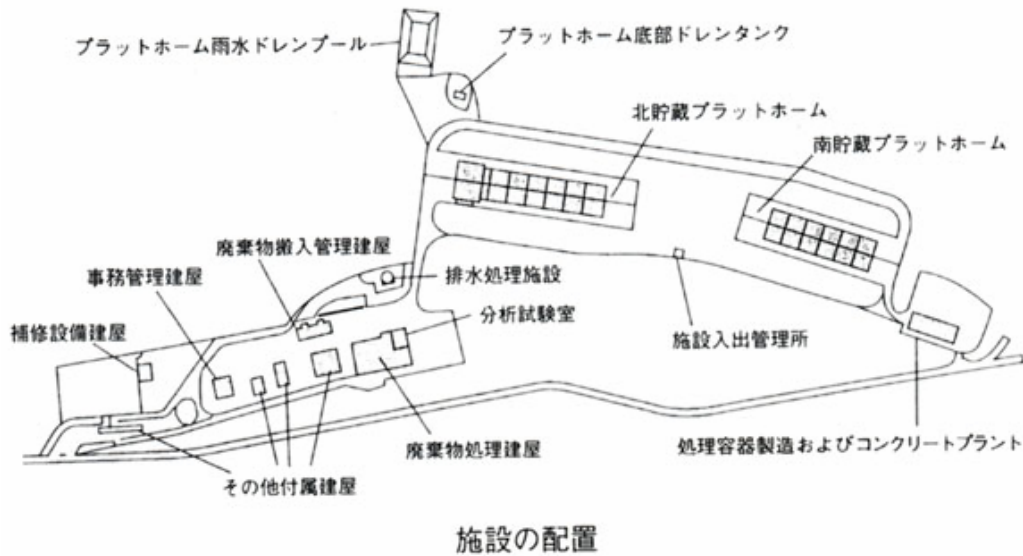 プラットホーム雨水ドレンプール
プラットホーム底部ドレンタンク
北貯蔵プラットホーム
南貯蔵プラットホーム
廃棄物搬入管理建屋
事務管理建屋
排水処理施設
補修設備建屋
分析試験室
施設入出管理所
廃棄物処理建屋
処理容器製造およびコンクリートプラント
その他付属建屋
施設の配置